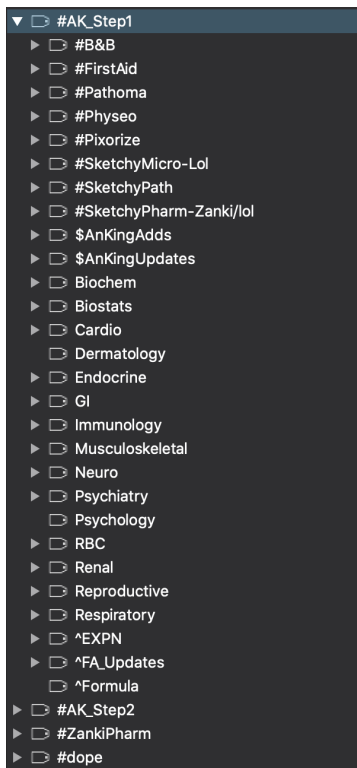 #AK_Step1
#B&B
#FirstAid
#Pathoma
#Physeo
#Pixorize
#SketchyMicro-Lol
#SketchyPath
#SketchyPharm-Zanki/lol
$AnKingAdds
$AnKingUpdates
Biochem
Biostats
Cardio
Dermatology
Endocrine
GI
Immunology
Musculoskeletal
Neuro
Psychiatry
Psychology
RBC
Renal
Reproductive
Respiratory
^EXPN
^FA_Updates
^Formula
#AK_Step2
#ZankiPharm
#dope